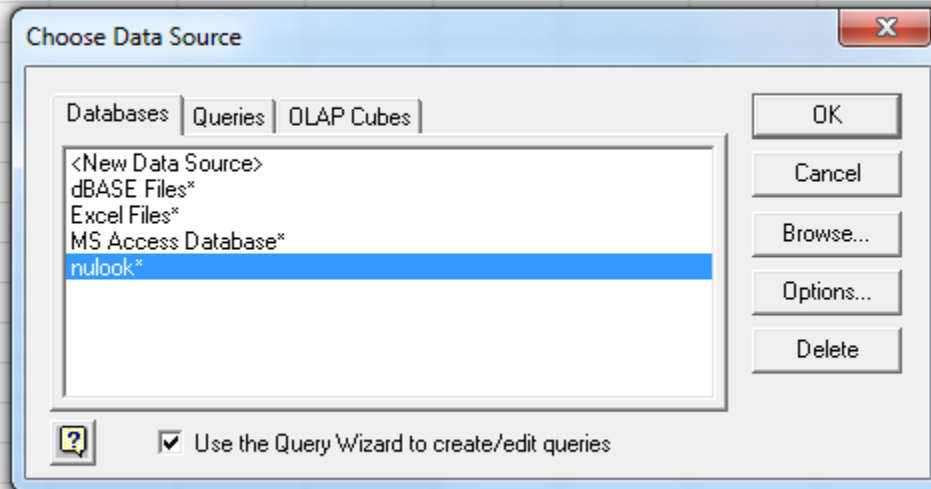 Choose Data Source
Databases Queries OLAP Cubes
<New Data Source>
dBASE Files*
Excel Files*
MS Access Database*
nulook*
OK
Cancel
Browse...
Options...
Delete
Use the Query Wizard to create/edit queries